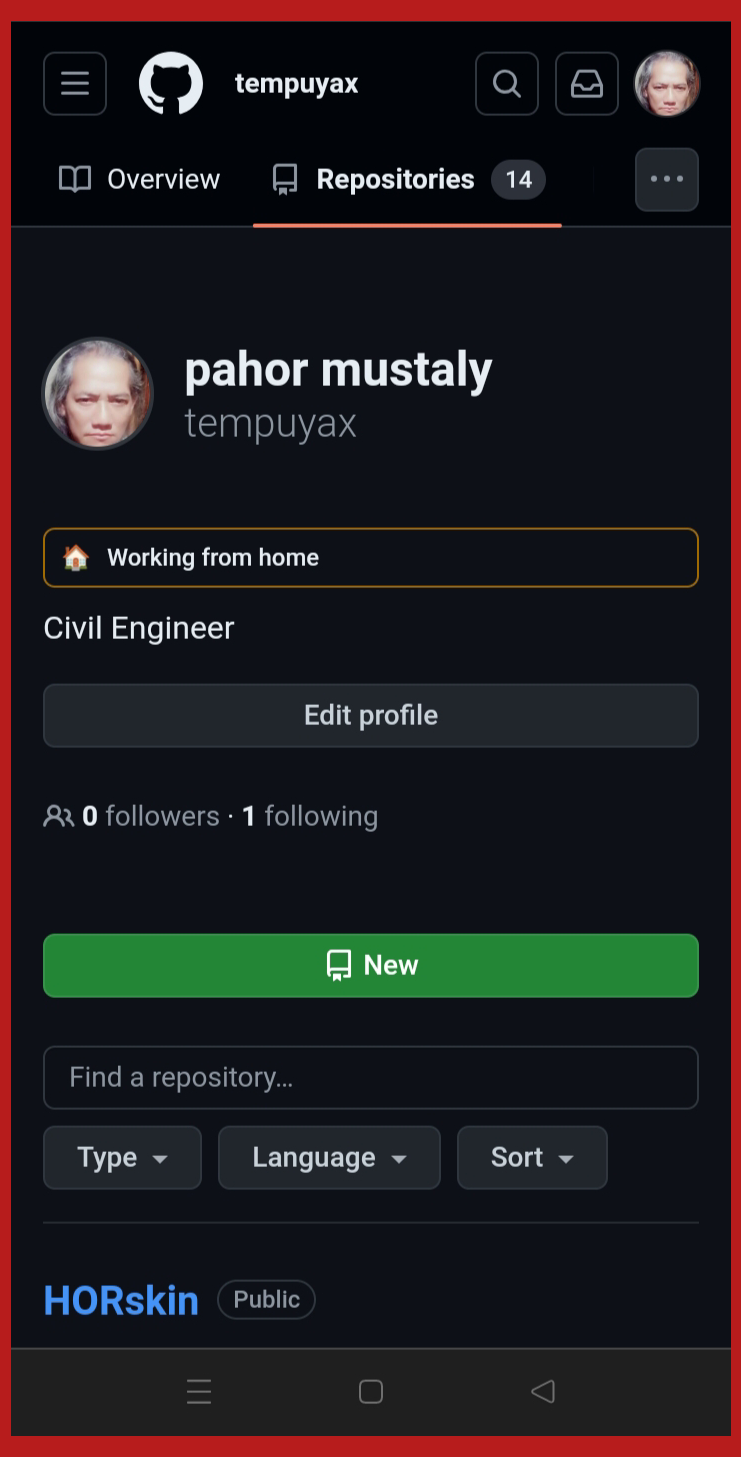 tempuyax
Overview
Repositories 14
pahor mustaly
tempuyax
Working from home
Civil Engineer
Edit profile
0 followers · 1 following
New
Find a repository…
Type
Language
Sort
HORskin Public